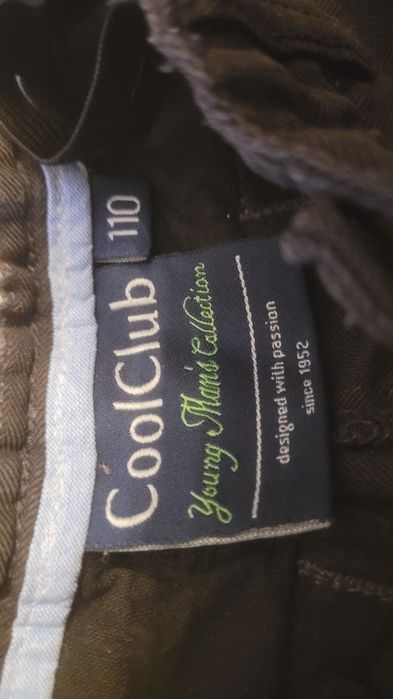 110
CoolClub
Young Man's Collection
designed with passion
since 1952